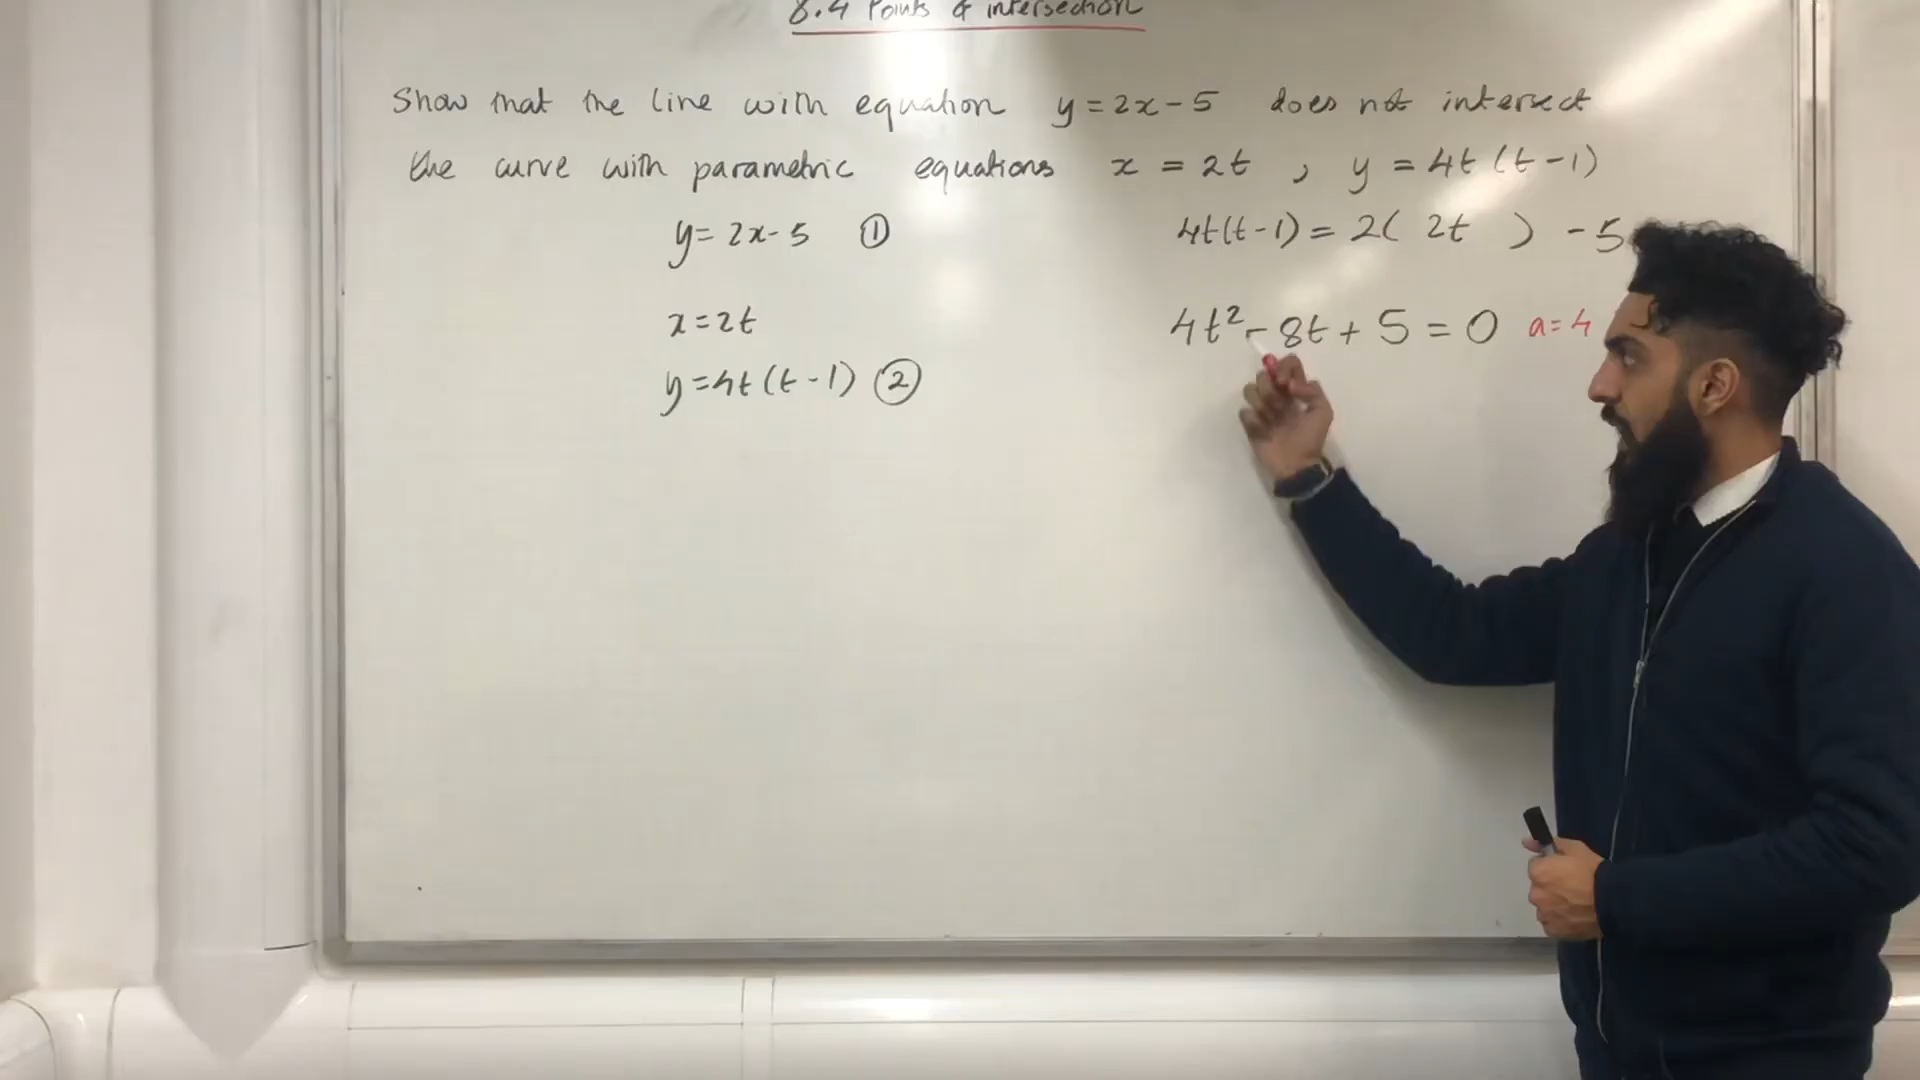 8.4 Points of intersection
Show that the line with equation y = 2x - 5 does not intersect
the curve with parametric equations x = 2t , y = 4t (t - 1)
y = 2x - 5 ①
x = 2t
y = 4t (t - 1) ②
4t(t - 1) = 2( 2t ) - 5
4t² - 8t + 5 = 0 a = 4